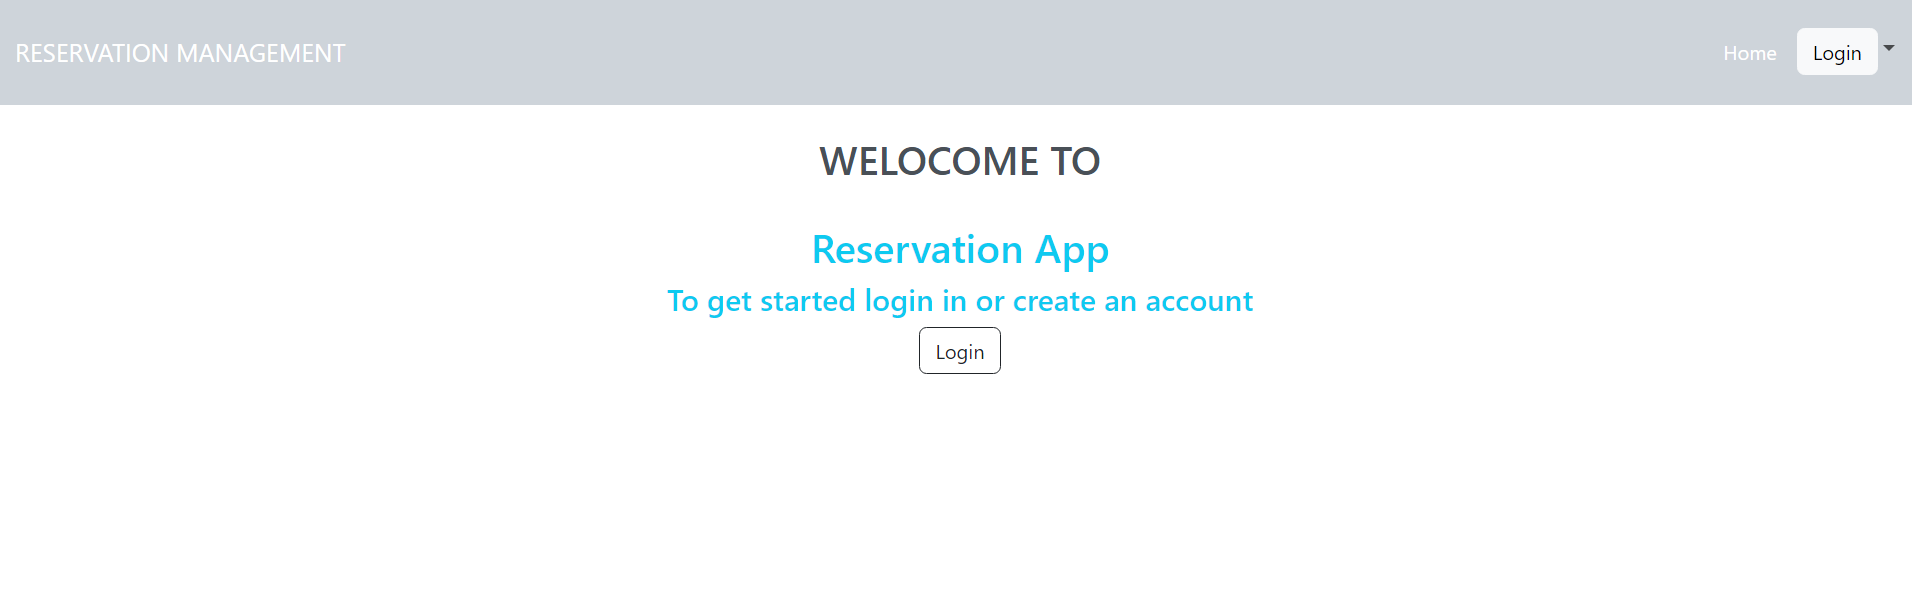 RESERVATION MANAGEMENT
Home
Login
WELOCOME TO
Reservation App
To get started login in or create an account
Login